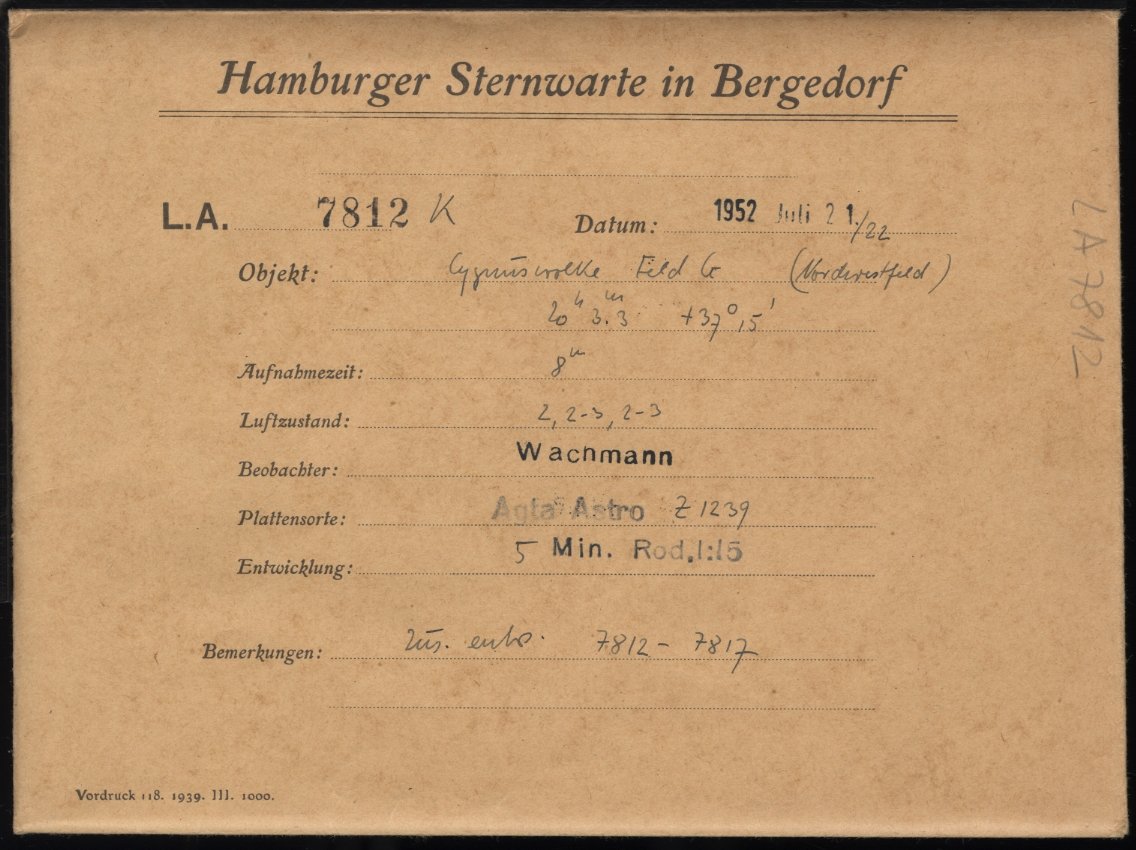 Hamburger Sternwarte in Bergedorf
L.A. 7812 K Datum: 1952 Juli 21./22
Objekt: Cygnuswolke Feld G (Nordwestfeld)
20h 3.m3 +37°,15'
Aufnahmezeit: 8m
Luftzustand: 2, 2-3, 2-3
Beobachter: Wachmann
Plattensorte: Agfa Astro Z 1239
Entwicklung: 5 Min. Rod.1:15
Bemerkungen: Zus. entw. 7812 - 7817
Vordruck 118. 1939. III. 1000.
LA 7812